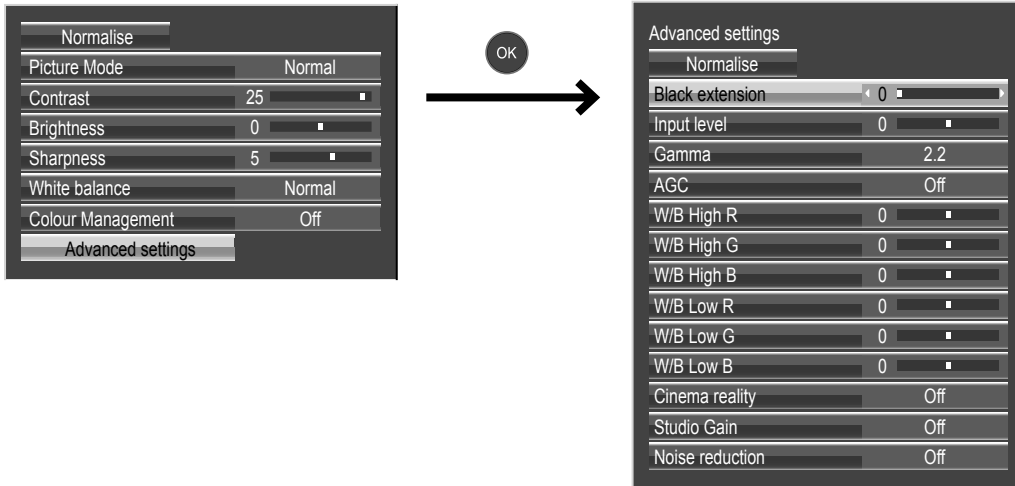 Normalise
Picture Mode Normal
Contrast 25
Brightness 0
Sharpness 5
White balance Normal
Colour Management Off
Advanced settings
OK
Advanced settings
Normalise
Black extension 0
Input level 0
Gamma 2.2
AGC Off
W/B High R 0
W/B High G 0
W/B High B 0
W/B Low R 0
W/B Low G 0
W/B Low B 0
Cinema reality Off
Studio Gain Off
Noise reduction Off